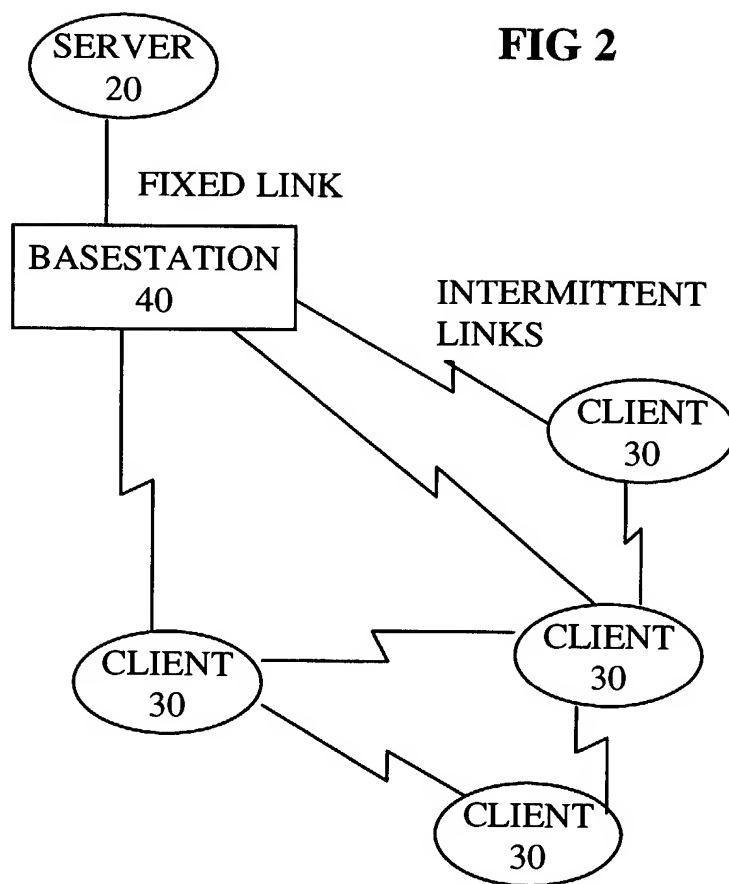 FIG 2
SERVER
20
FIXED LINK
BASESTATION
40
INTERMITTENT
LINKS
CLIENT
30
CLIENT
30
CLIENT
30
CLIENT
30